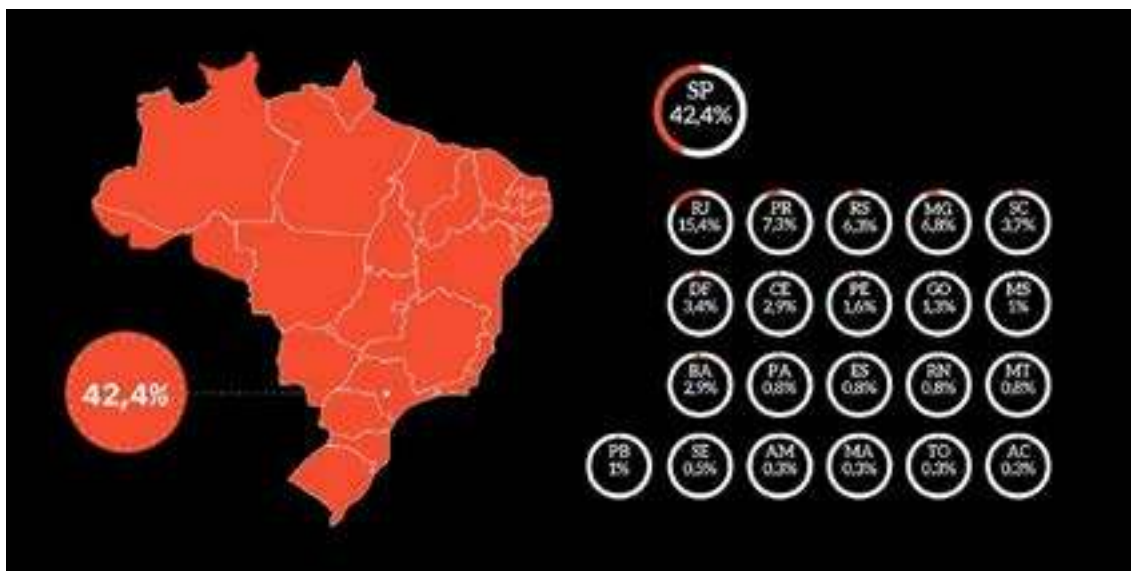 SP
42,4%
RJ
15,4%
PR
7,3%
RS
6,3%
MG
6,8%
SC
3,7%
DF
3,4%
CE
2,9%
PE
1,6%
GO
1,3%
MS
1%
42,4%
BA
2,9%
PA
0,8%
ES
0,8%
RN
0,8%
MT
0,8%
PB
1%
SE
0,5%
AM
0,3%
MA
0,3%
TO
0,3%
AC
0,3%